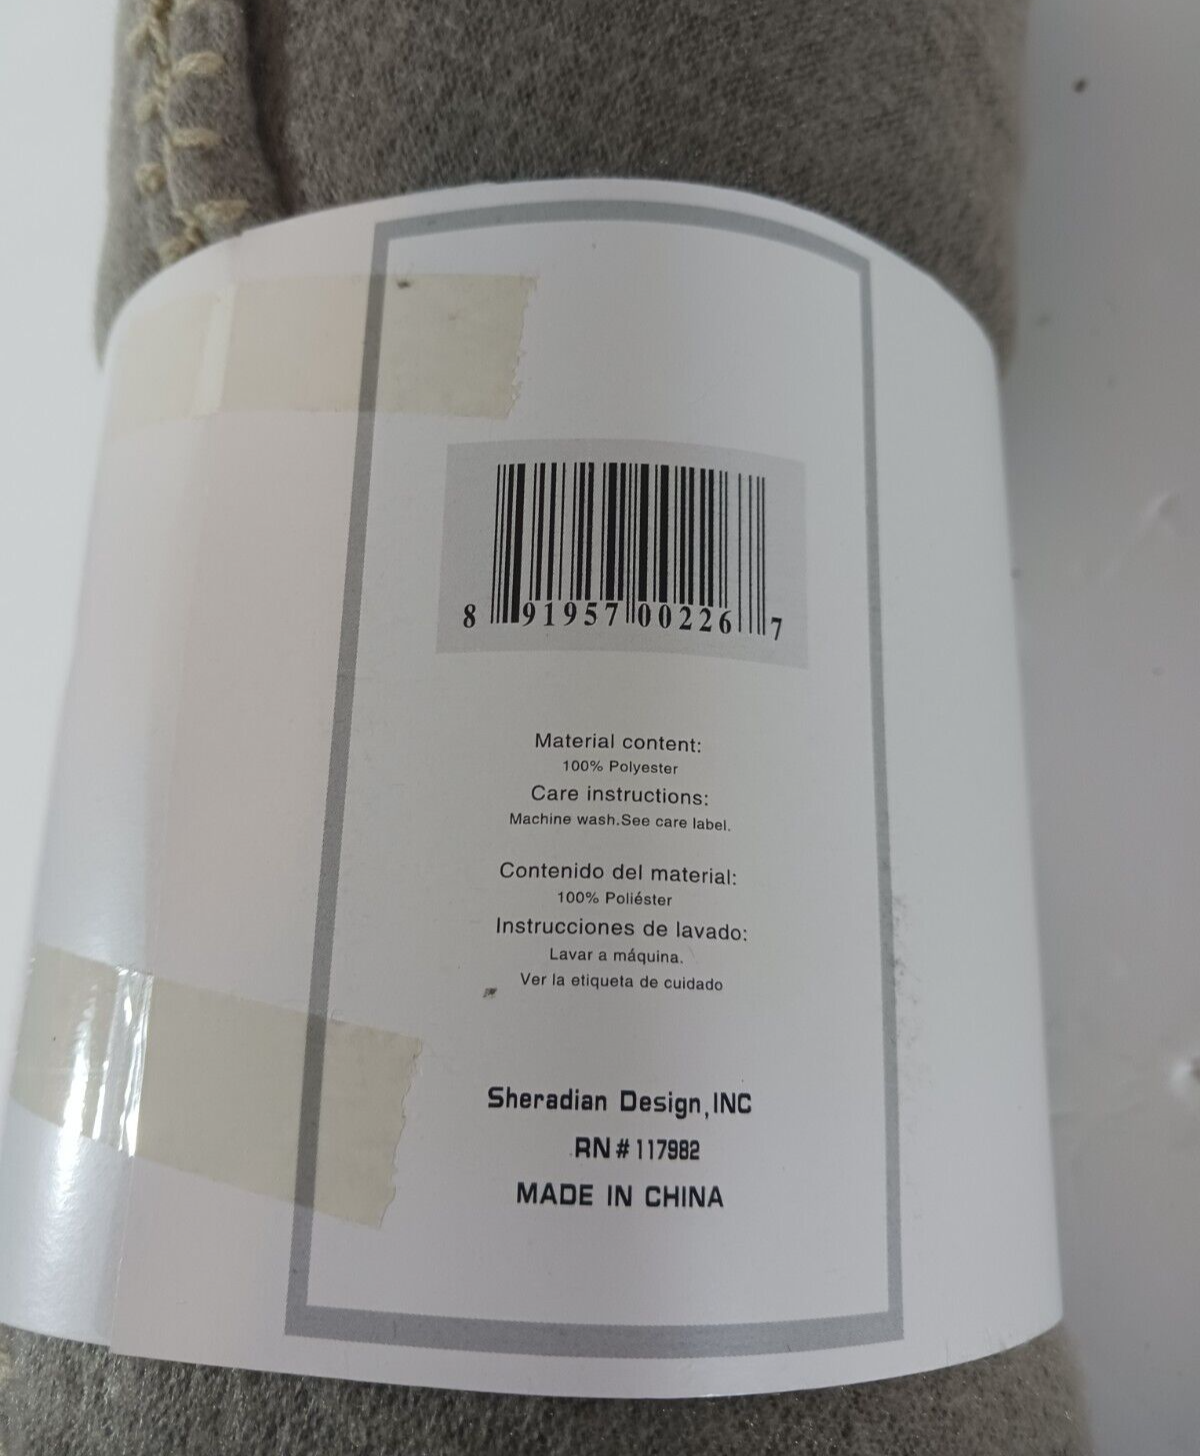 8 91957 00226 7
Material content:
100% Polyester
Care instructions:
Machine wash.See care label.
Contenido del material:
100% Poliéster
Instrucciones de lavado:
Lavar a máquina.
Ver la etiqueta de cuidado
Sheradian Design,INC
RN # 117982
MADE IN CHINA